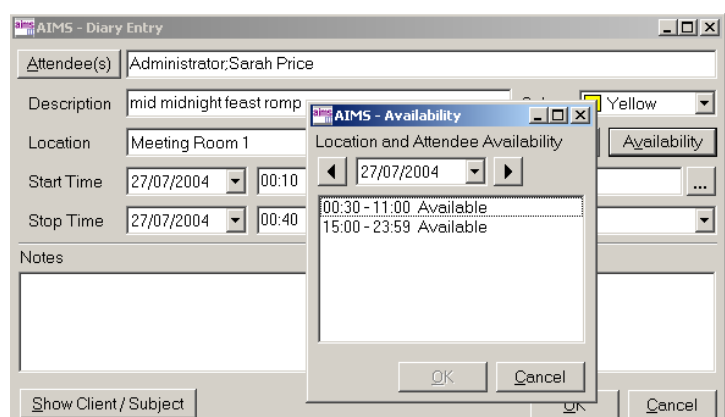 aims AIMS - Diary Entry
Attendee(s) Administrator;Sarah Price
Description mid midnight feast romp Yellow
aims AIMS - Availability
Location Meeting Room 1 Availability
Location and Attendee Availability
27/07/2004
Start Time 27/07/2004 00:10 ...
Stop Time 27/07/2004 00:40
00:30 - 11:00 Available
15:00 - 23:59 Available
Notes
OK Cancel
Show Client / Subject OK Cancel